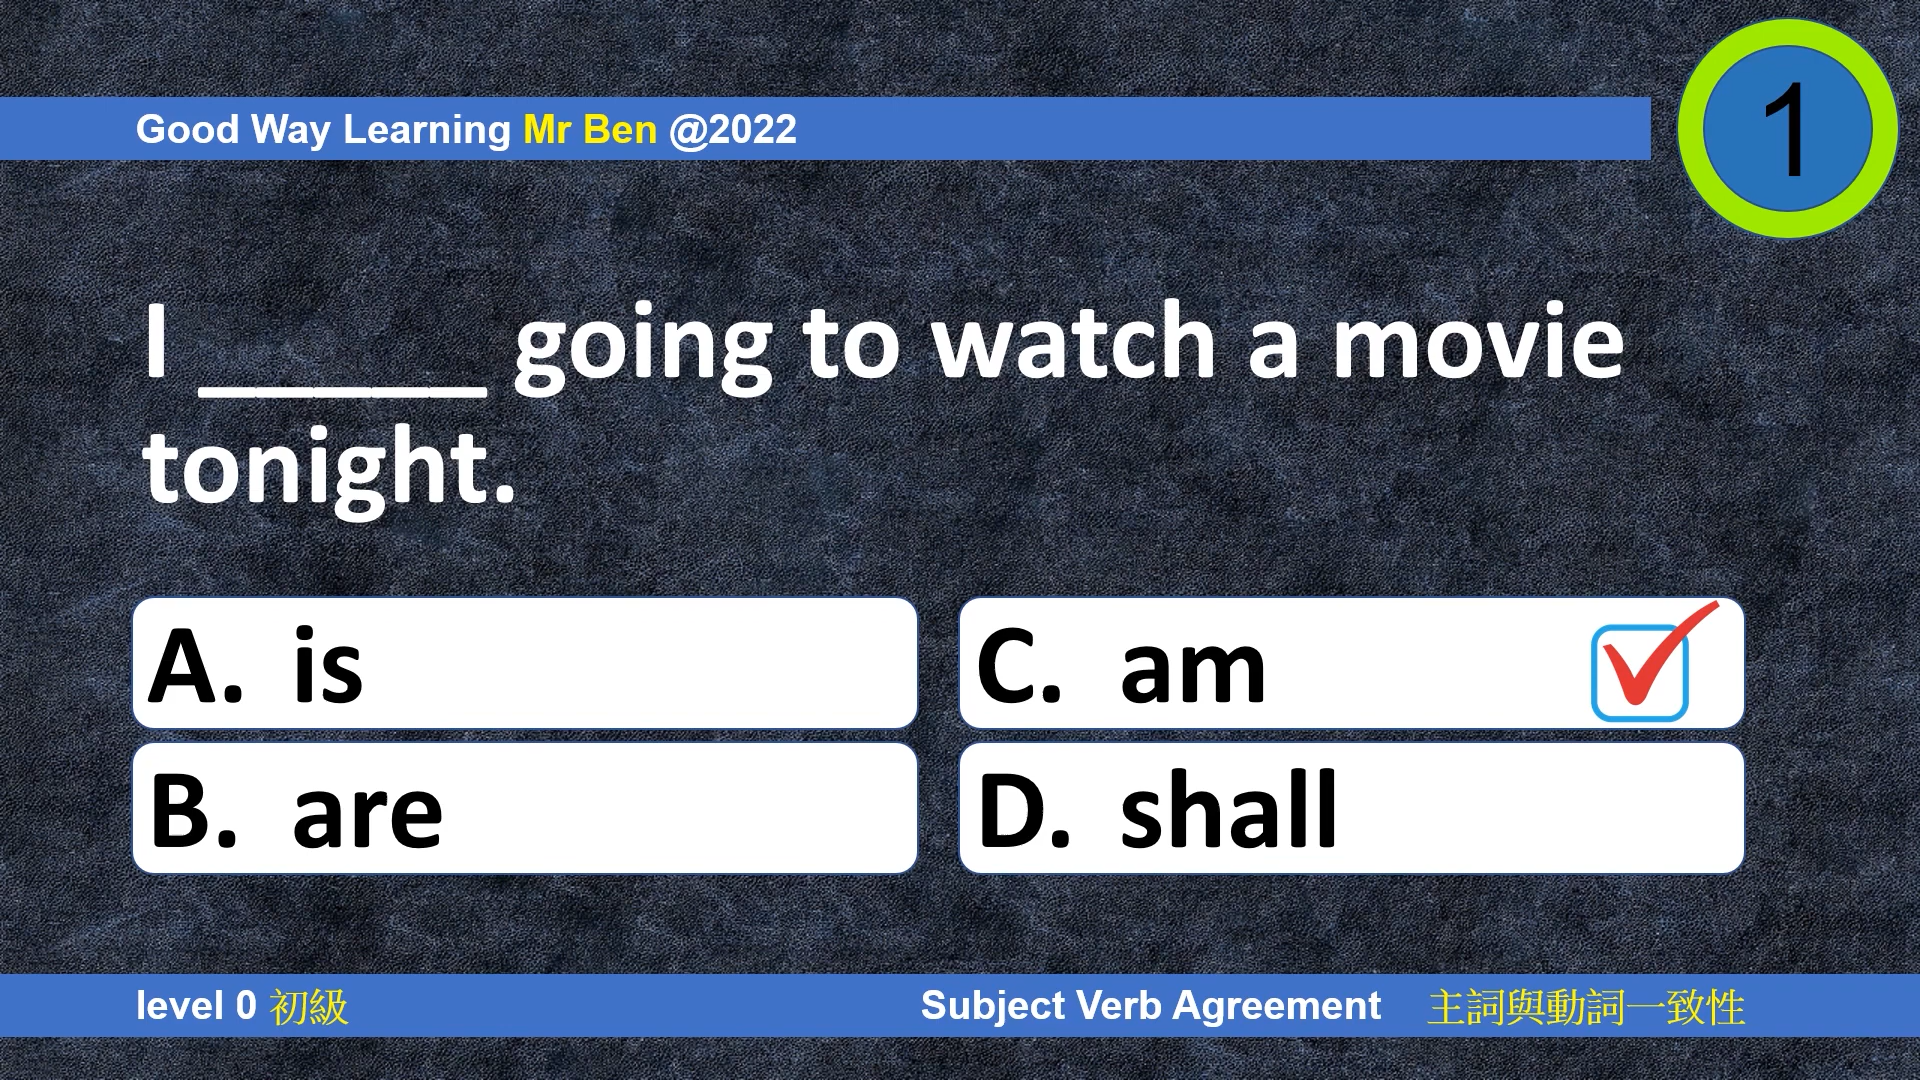 Good Way Learning Mr Ben @2022
1
I _____ going to watch a movie
tonight.
A. is
B. are
C. am
D. shall
level 0 初級
Subject Verb Agreement 主詞與動詞一致性